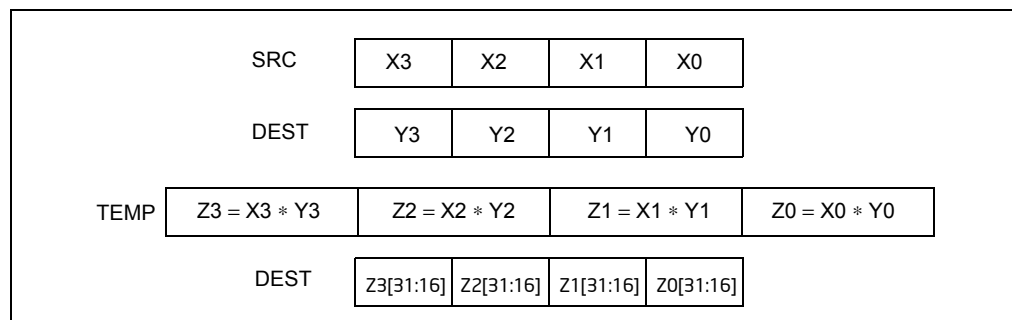 SRC X3 X2 X1 X0
DEST Y3 Y2 Y1 Y0
TEMP Z3 = X3 ∗ Y3 Z2 = X2 ∗ Y2 Z1 = X1 ∗ Y1 Z0 = X0 ∗ Y0
DEST Z3[31:16] Z2[31:16] Z1[31:16] Z0[31:16]